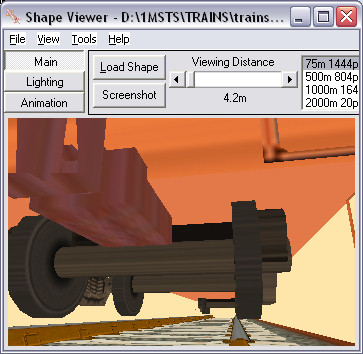 Shape Viewer - D:\1MSTS\TRAINS\trains...
File View Tools Help
Main
Lighting
Animation
Load Shape
Screenshot
Viewing Distance
4.2m
75m 1444p
500m 804p
1000m 164
2000m 20p